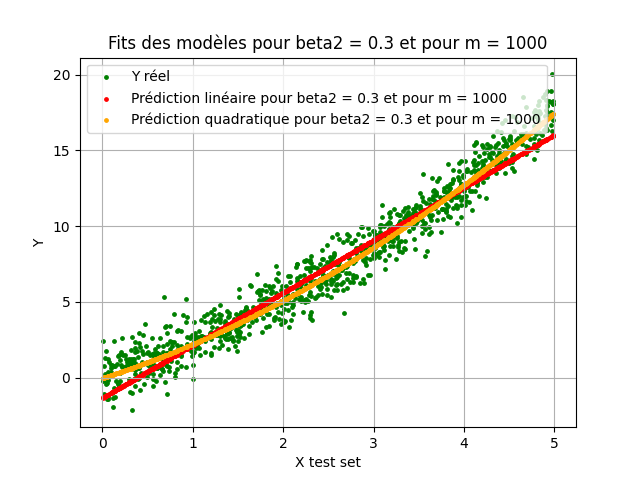 Fits des modèles pour beta2 = 0.3 et pour m = 1000
Y réel
Prédiction linéaire pour beta2 = 0.3 et pour m = 1000
Prédiction quadratique pour beta2 = 0.3 et pour m = 1000
20
15
10
5
0
Y
0 1 2 3 4 5
X test set